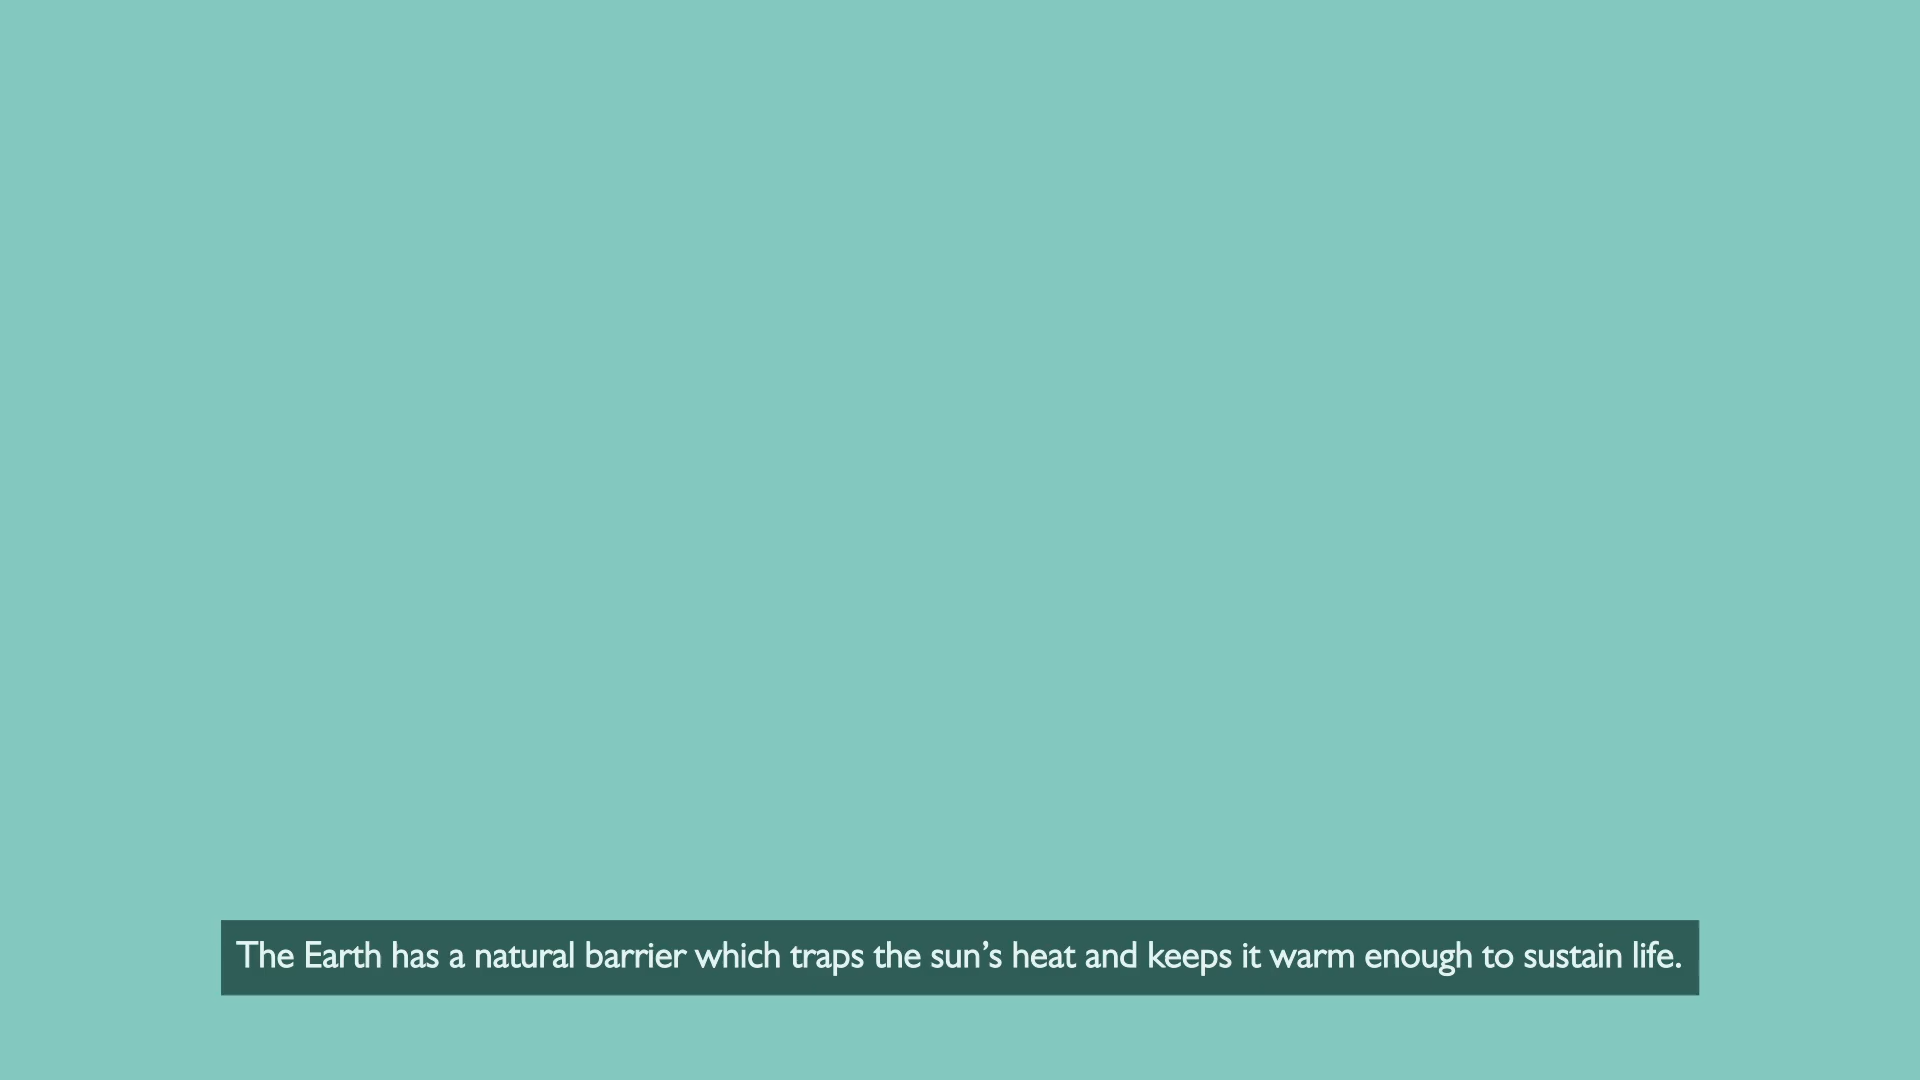 The Earth has a natural barrier which traps the sun’s heat and keeps it warm enough to sustain life.